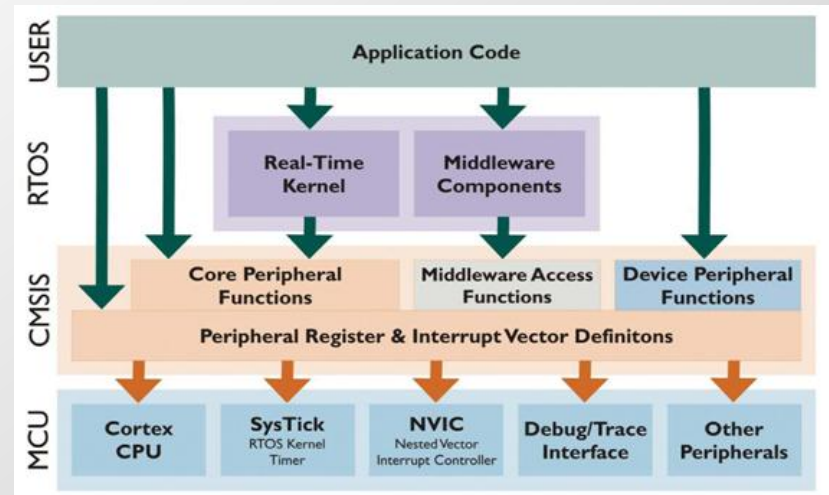 USER
Application Code
RTOS
Real-Time
Kernel
Middleware
Components
CMSIS
Core Peripheral
Functions
Middleware Access
Functions
Device Peripheral
Functions
Peripheral Register & Interrupt Vector Definitons
MCU
Cortex
CPU
SysTick
RTOS Kernel
Timer
NVIC
Nested Vector
Interrupt Controller
Debug/Trace
Interface
Other
Peripherals